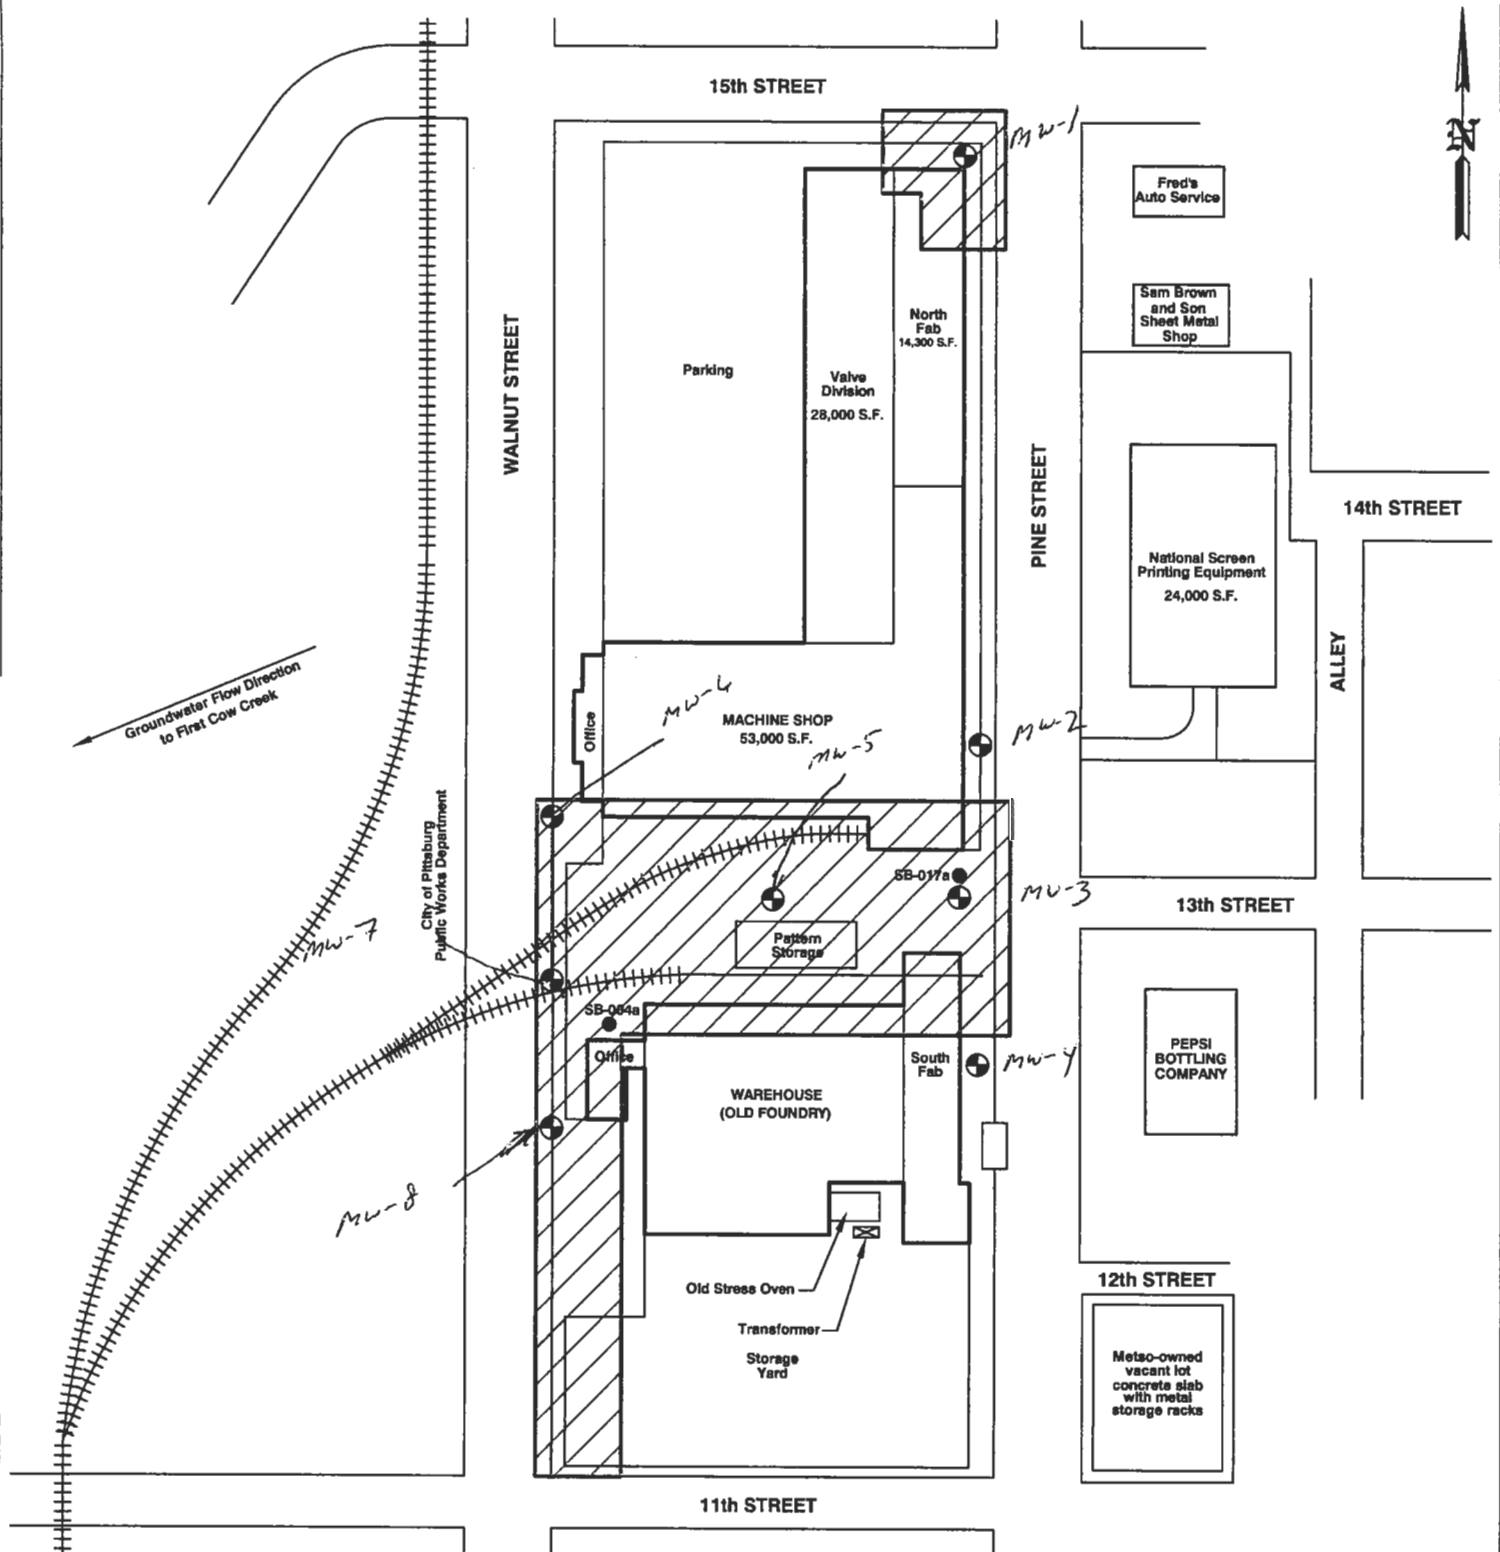 15th STREET
MW-1
N
Fred's
Auto Service
Sam Brown
and Son
Sheet Metal
Shop
North
Fab
14,300 S.F.
WALNUT STREET
Parking
Valve
Division
28,000 S.F.
PINE STREET
14th STREET
National Screen
Printing Equipment
24,000 S.F.
ALLEY
Groundwater Flow Direction
to First Cow Creek
Office
MW-6
MACHINE SHOP
53,000 S.F.
MW-5
MW-2
City of Pittsburg
Public Works Department
SB-017a
MW-3
13th STREET
MW-7
Pattern
Storage
SB-064a
Office
South
Fab
MW-4
PEPSI
BOTTLING
COMPANY
WAREHOUSE
(OLD FOUNDRY)
MW-8
Old Stress Oven
12th STREET
Transformer
Storage
Yard
Metso-owned
vacant lot
concrete slab
with metal
storage racks
11th STREET